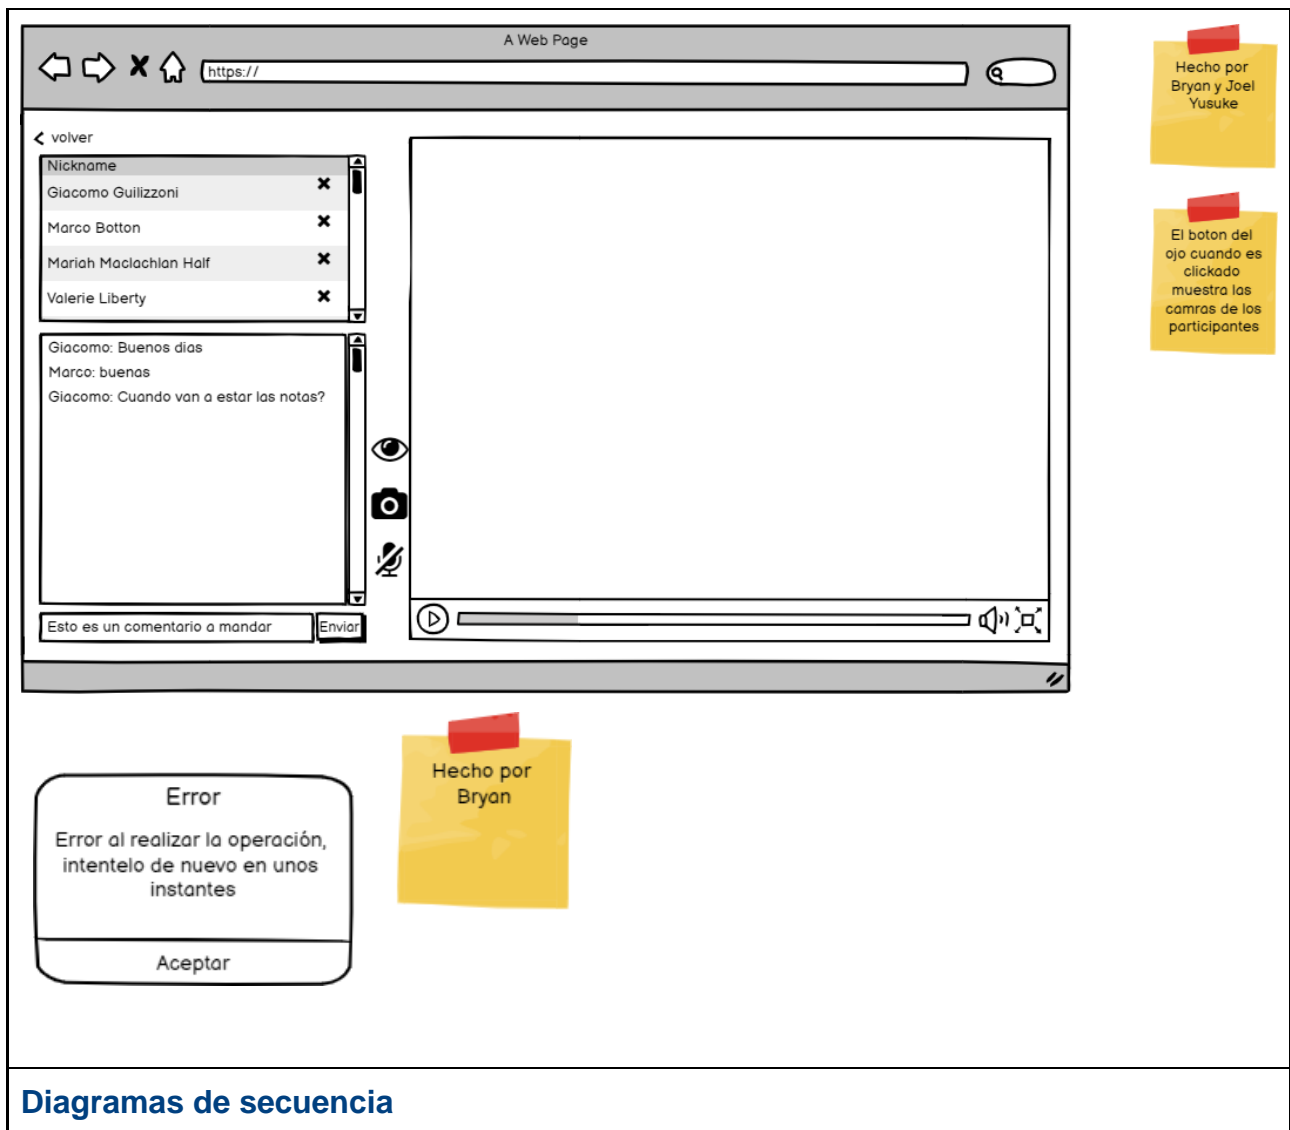 A Web Page
https://
volver
Nickname
Giacomo Guilizzoni
Marco Botton
Mariah Maclachlan Half
Valerie Liberty
Giacomo: Buenos dias
Marco: buenas
Giacomo: Cuando van a estar las notas?
Esto es un comentario a mandar
Enviar
Hecho por
Bryan y Joel
Yusuke
El boton del
ojo cuando es
clickado
muestra las
camras de los
participantes
Error
Error al realizar la operación,
intentelo de nuevo en unos
instantes
Aceptar
Hecho por
Bryan
Diagramas de secuencia